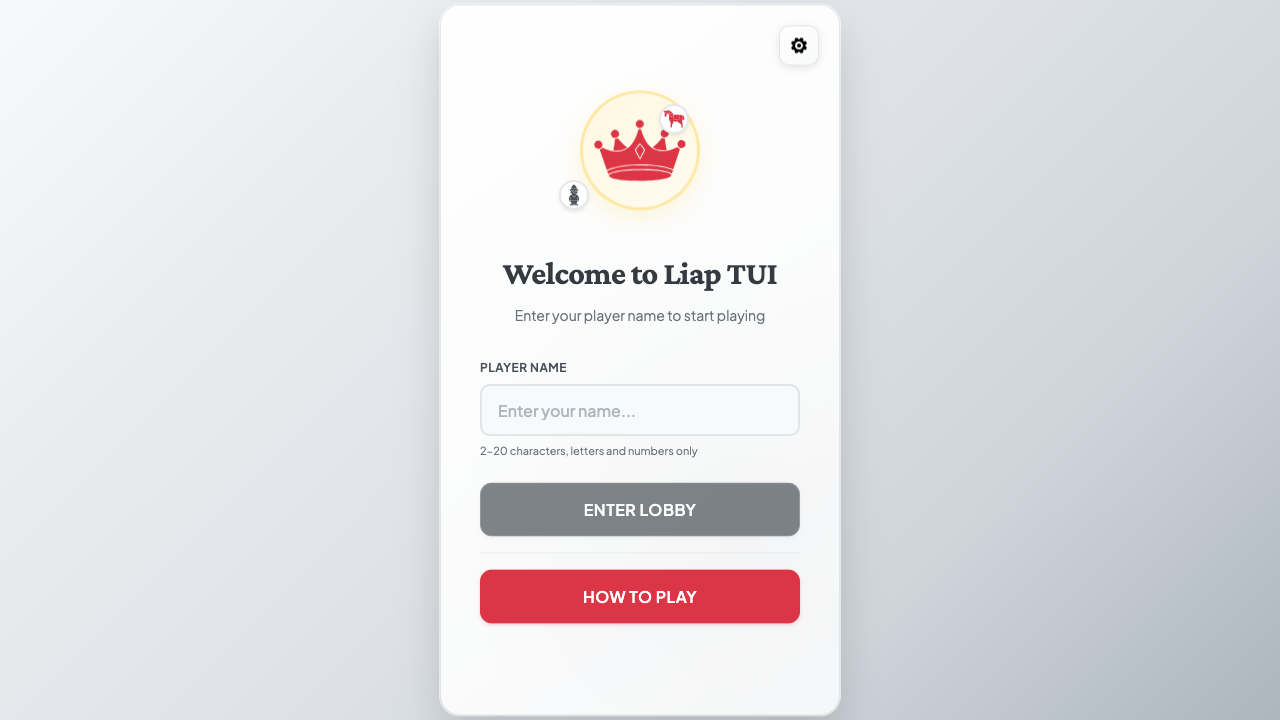 Welcome to Liap TUI
Enter your player name to start playing
PLAYER NAME
Enter your name...
2–20 characters, letters and numbers only
ENTER LOBBY
HOW TO PLAY